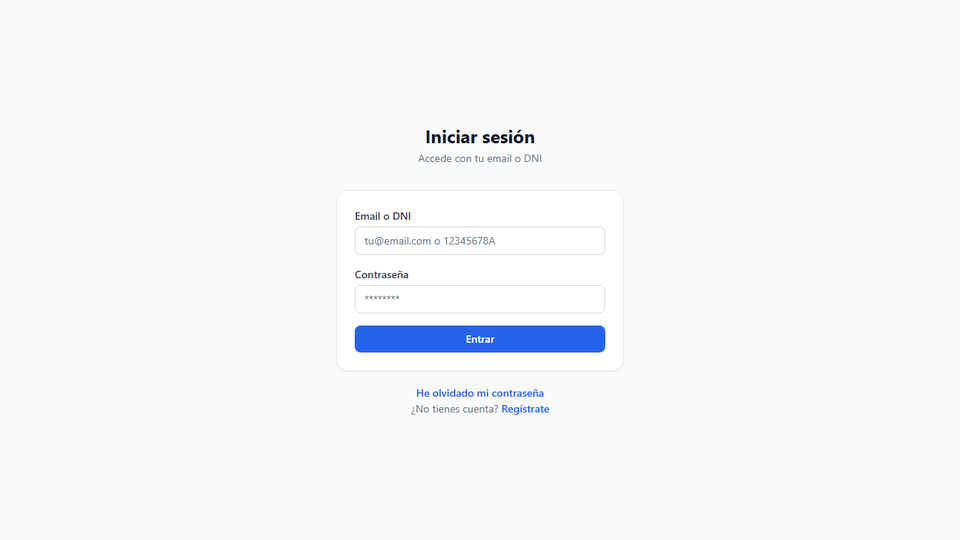 Iniciar sesión
Accede con tu email o DNI
Email o DNI
tu@email.com o 12345678A
Contraseña
********
Entrar
He olvidado mi contraseña
¿No tienes cuenta? Regístrate